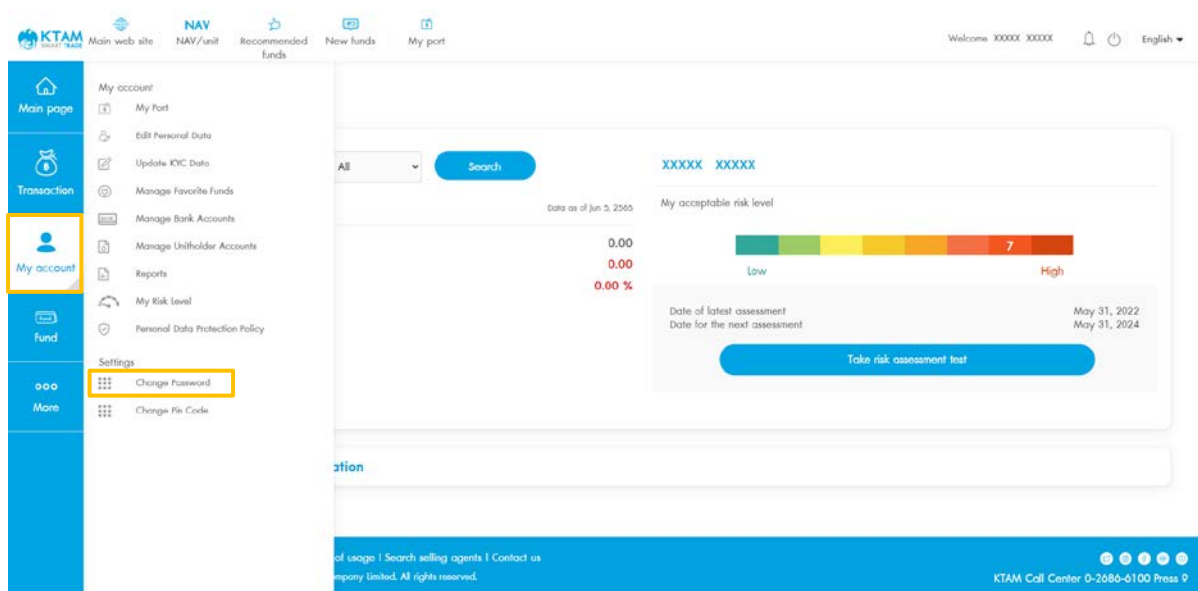 KTAM
SMART TRADE
Main web site
NAV
NAV/unit
Recommended
funds
New funds
My port
Welcome XXXXX XXXXX
English
Main page
Transaction
My account
Fund
ooo
More
My account
My Port
Edit Personal Data
Update KYC Data
Manage Favorite Funds
Manage Bank Accounts
Manage Unitholder Accounts
Reports
My Risk Level
Personal Data Protection Policy
Settings
Change Password
Change Pin Code
All
Search
Data as of Jun 5, 2565
0.00
0.00
0.00 %
XXXXX XXXXX
My acceptable risk level
7
Low
High
Date of latest assessment
May 31, 2022
Date for the next assessment
May 31, 2024
Take risk assessment test
ation
of usage | Search selling agents | Contact us
ompany Limited. All rights reserved.
KTAM Call Center 0-2686-6100 Press 9